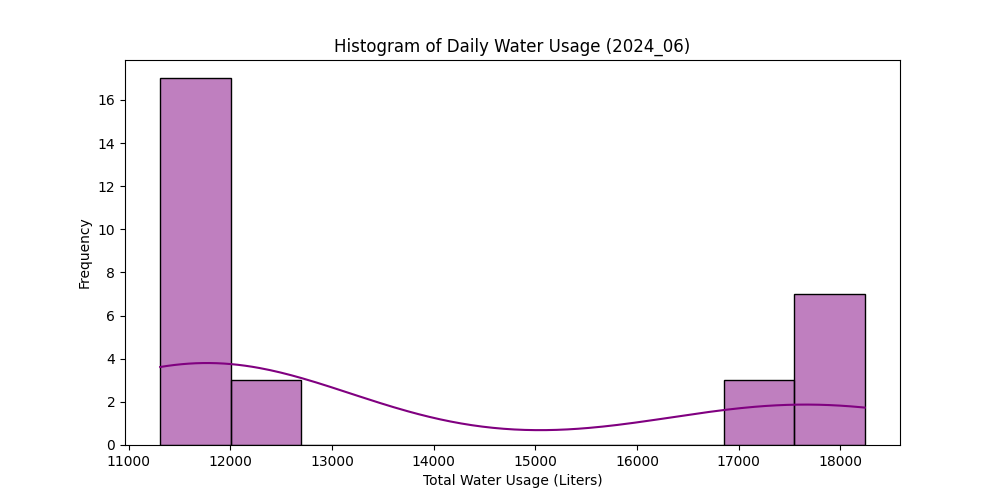 Histogram of Daily Water Usage (2024_06)
Frequency
16
14
12
10
8
6
4
2
0
11000 12000 13000 14000 15000 16000 17000 18000
Total Water Usage (Liters)